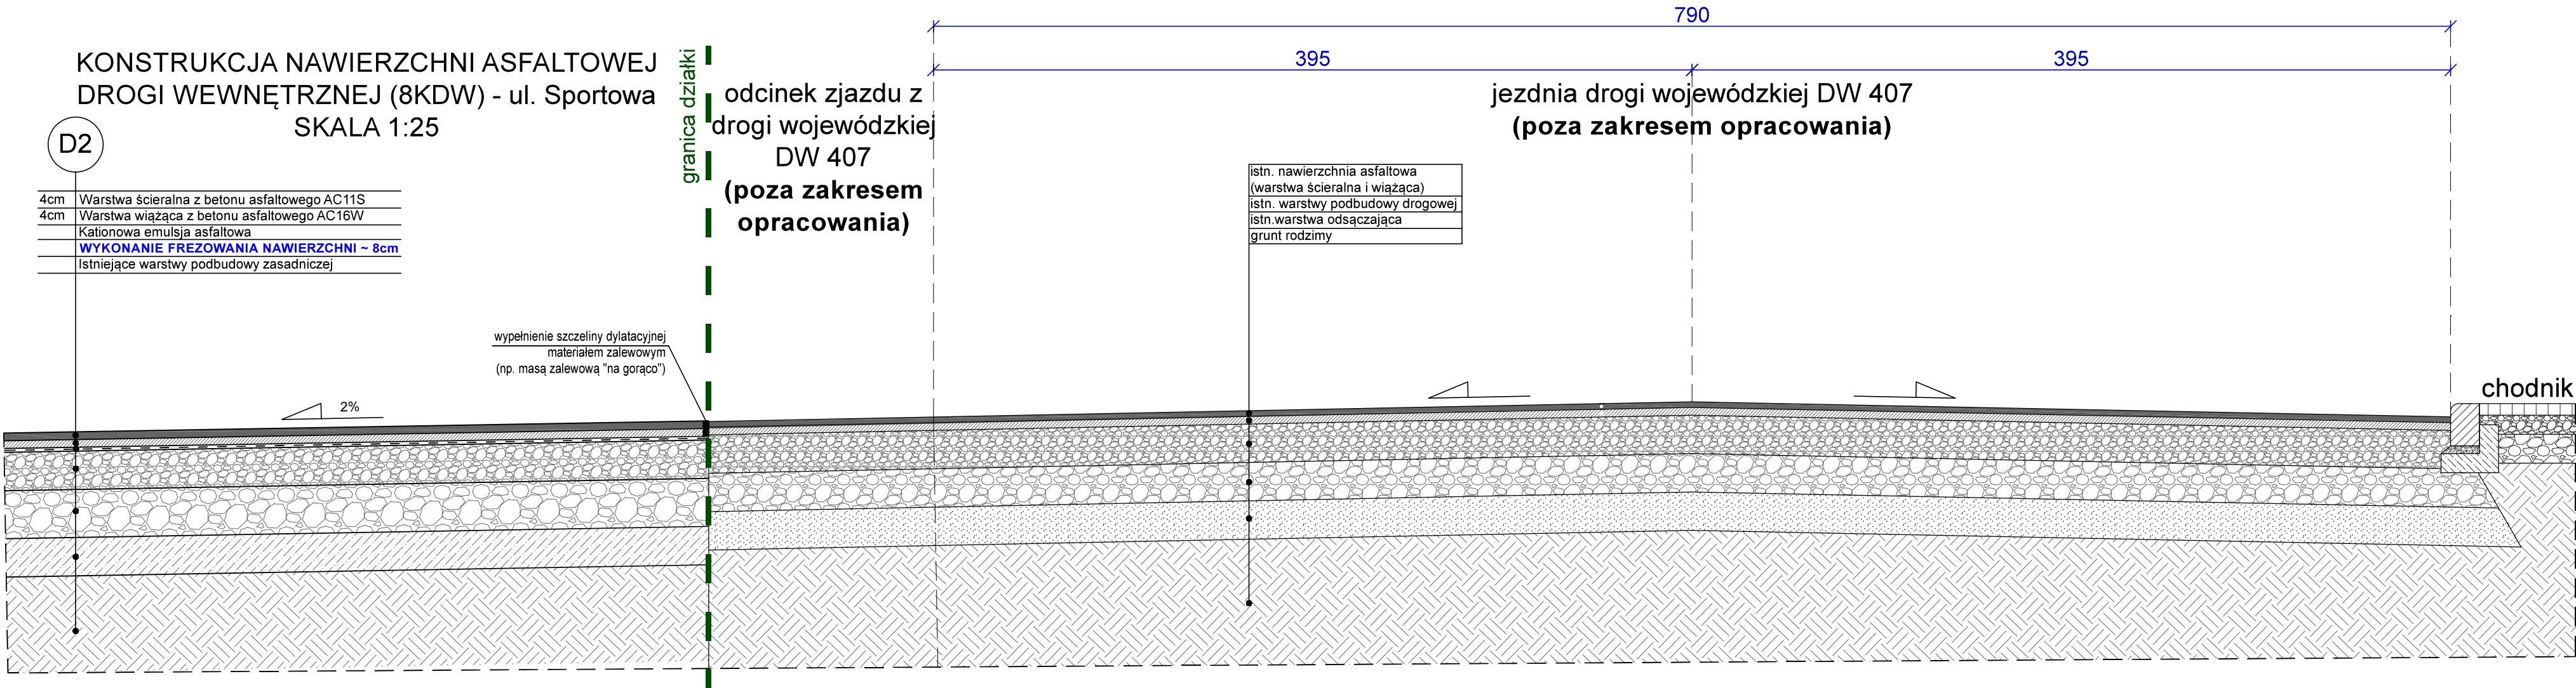 790
395
395
KONSTRUKCJA NAWIERZCHNI ASFALTOWEJ
DROGI WEWNĘTRZNEJ (8KDW) - ul. Sportowa
SKALA 1:25
D2
4cm Warstwa ścieralna z betonu asfaltowego AC11S
4cm Warstwa wiążąca z betonu asfaltowego AC16W
Kationowa emulsja asfaltowa
WYKONANIE FREZOWANIA NAWIERZCHNI ~ 8cm
Istniejące warstwy podbudowy zasadniczej
granica działki
odcinek zjazdu z
drogi wojewódzkiej
DW 407
(poza zakresem
opracowania)
jezdnia drogi wojewódzkiej DW 407
(poza zakresem opracowania)
istn. nawierzchnia asfaltowa
(warstwa ścieralna i wiążąca)
istn. warstwy podbudowy drogowej
istn.warstwa odsączająca
grunt rodzimy
wypełnienie szczeliny dylatacyjnej
materiałem zalewowym
(np. masą zalewową "na gorąco")
2%
chodnik